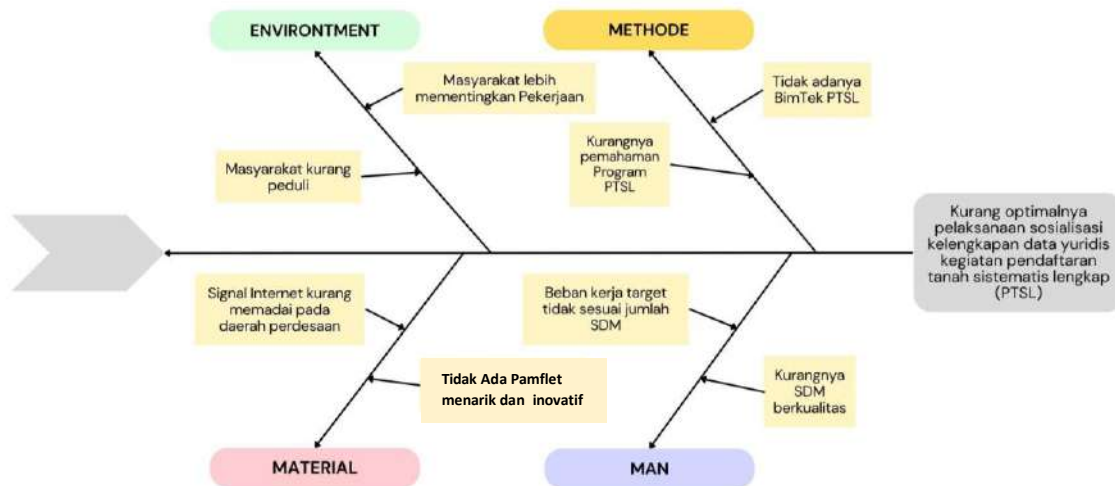 ENVIRONTMENT
METHODE
Masyarakat lebih
mementingkan Pekerjaan
Tidak adanya
BimTek PTSL
Masyarakat kurang
peduli
Kurangnya
pemahaman
Program
PTSL
Kurang optimalnya
pelaksanaan sosialisasi
kelengkapan data yuridis
kegiatan pendaftaran
tanah sistematis lengkap
(PTSL)
Signal Internet kurang
memadai pada
daerah perdesaan
Beban kerja target
tidak sesuai jumlah
SDM
Tidak Ada Pamflet
menarik dan inovatif
Kurangnya
SDM
berkualitas
MATERIAL
MAN